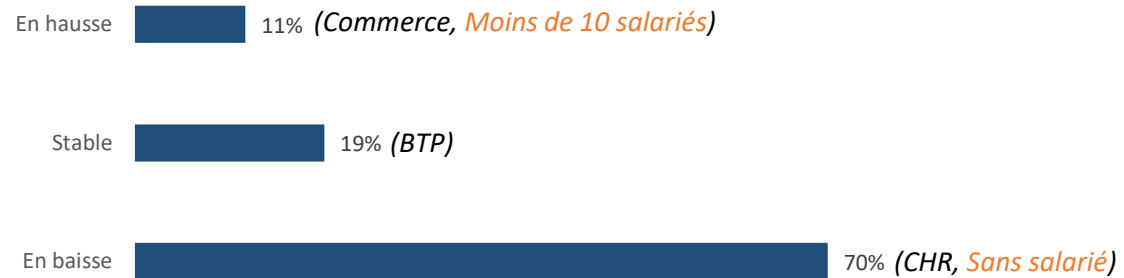 En hausse 11% (Commerce, Moins de 10 salariés)
Stable 19% (BTP)
En baisse 70% (CHR, Sans salarié)